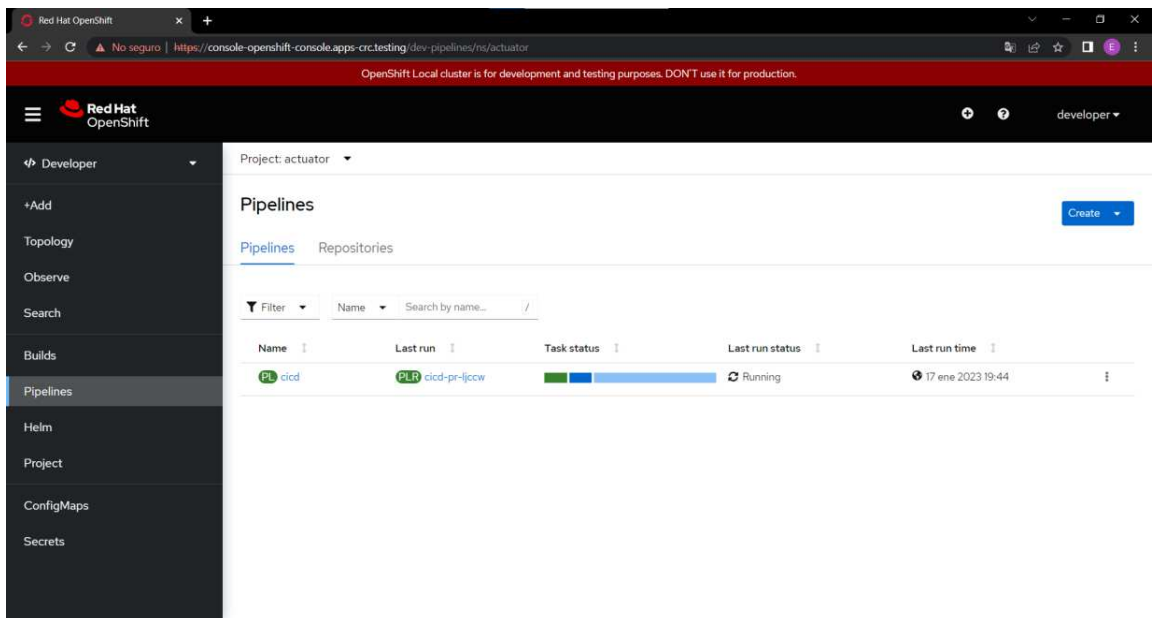 Red Hat OpenShift
No seguro | https://console-openshift-console.apps-crc.testing/dev-pipelines/ns/actuator
E
OpenShift Local cluster is for development and testing purposes. DON'T use it for production.
Red Hat
OpenShift
developer
Developer
Project: actuator
+Add
Pipelines
Create
Topology
Pipelines Repositories
Observe
Search
Filter Name Search by name... /
Builds
Name Last run Task status Last run status Last run time
PL cicd PLR cicd-pr-ljccw Running 17 ene 2023 19:44
Pipelines
Helm
Project
ConfigMaps
Secrets